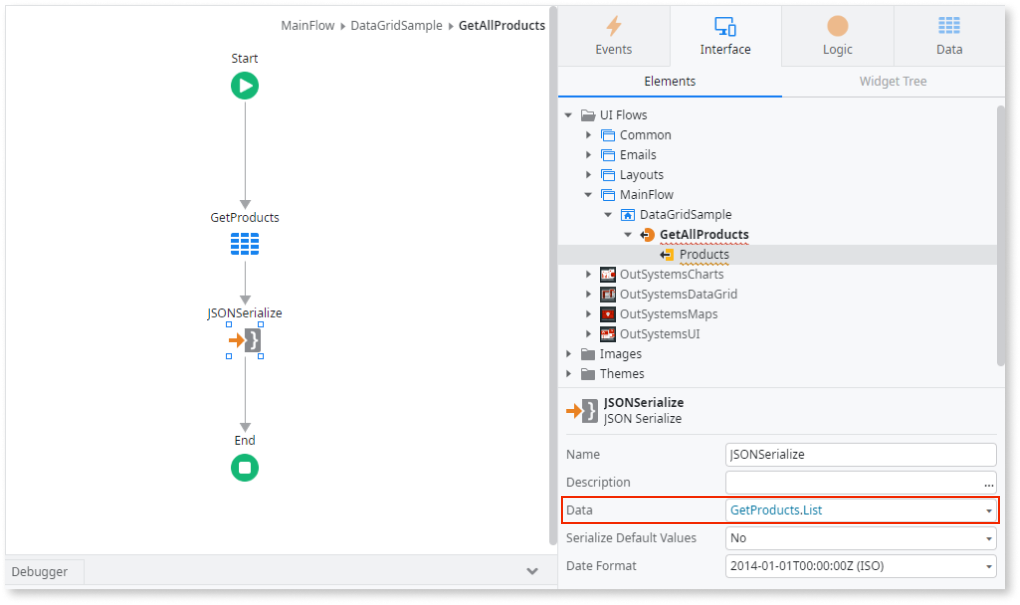 MainFlow DataGridSample GetAllProducts
Start
GetProducts
JSONSerialize
End
Debugger
Events
Interface
Logic
Data
Elements
Widget Tree
UI Flows
Common
Emails
Layouts
MainFlow
DataGridSample
GetAllProducts
Products
OutSystemsCharts
OutSystemsDataGrid
OutSystemsMaps
OutSystemsUI
Images
Themes
JSONSerialize
JSON Serialize
Name JSONSerialize
Description ...
Data GetProducts.List
Serialize Default Values No
Date Format 2014-01-01T00:00:00Z (ISO)